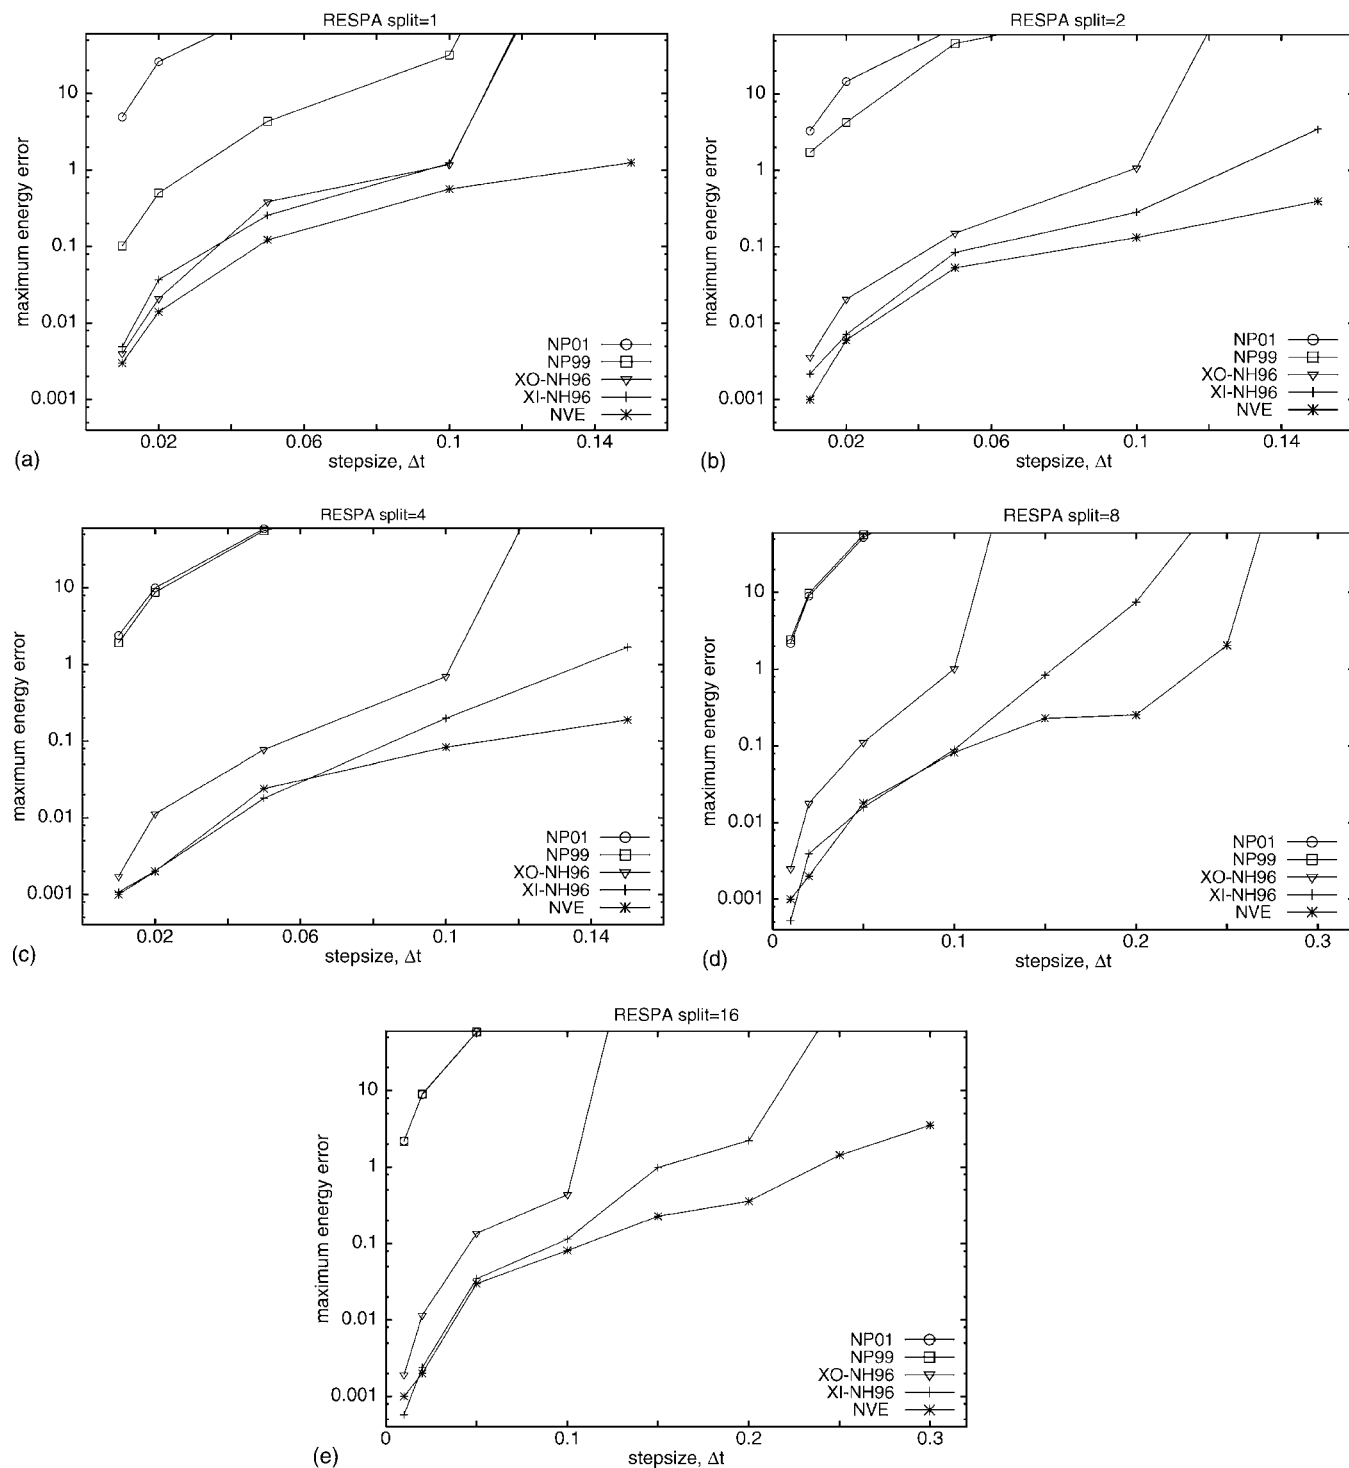 RESPA split=1
10
1
0.1
0.01
0.001
maximum energy error
NP01
NP99
XO-NH96
XI-NH96
NVE
0.02
0.06
0.1
0.14
stepsize, Δt
(a)
RESPA split=2
10
1
0.1
0.01
0.001
maximum energy error
NP01
NP99
XO-NH96
XI-NH96
NVE
0.02
0.06
0.1
0.14
stepsize, Δt
(b)
RESPA split=4
10
1
0.1
0.01
0.001
maximum energy error
NP01
NP99
XO-NH96
XI-NH96
NVE
0.02
0.06
0.1
0.14
stepsize, Δt
(c)
RESPA split=8
10
1
0.1
0.01
0.001
maximum energy error
NP01
NP99
XO-NH96
XI-NH96
NVE
0
0.1
0.2
0.3
stepsize, Δt
(d)
RESPA split=16
10
1
0.1
0.01
0.001
maximum energy error
NP01
NP99
XO-NH96
XI-NH96
NVE
0
0.1
0.2
0.3
stepsize, Δt
(e)